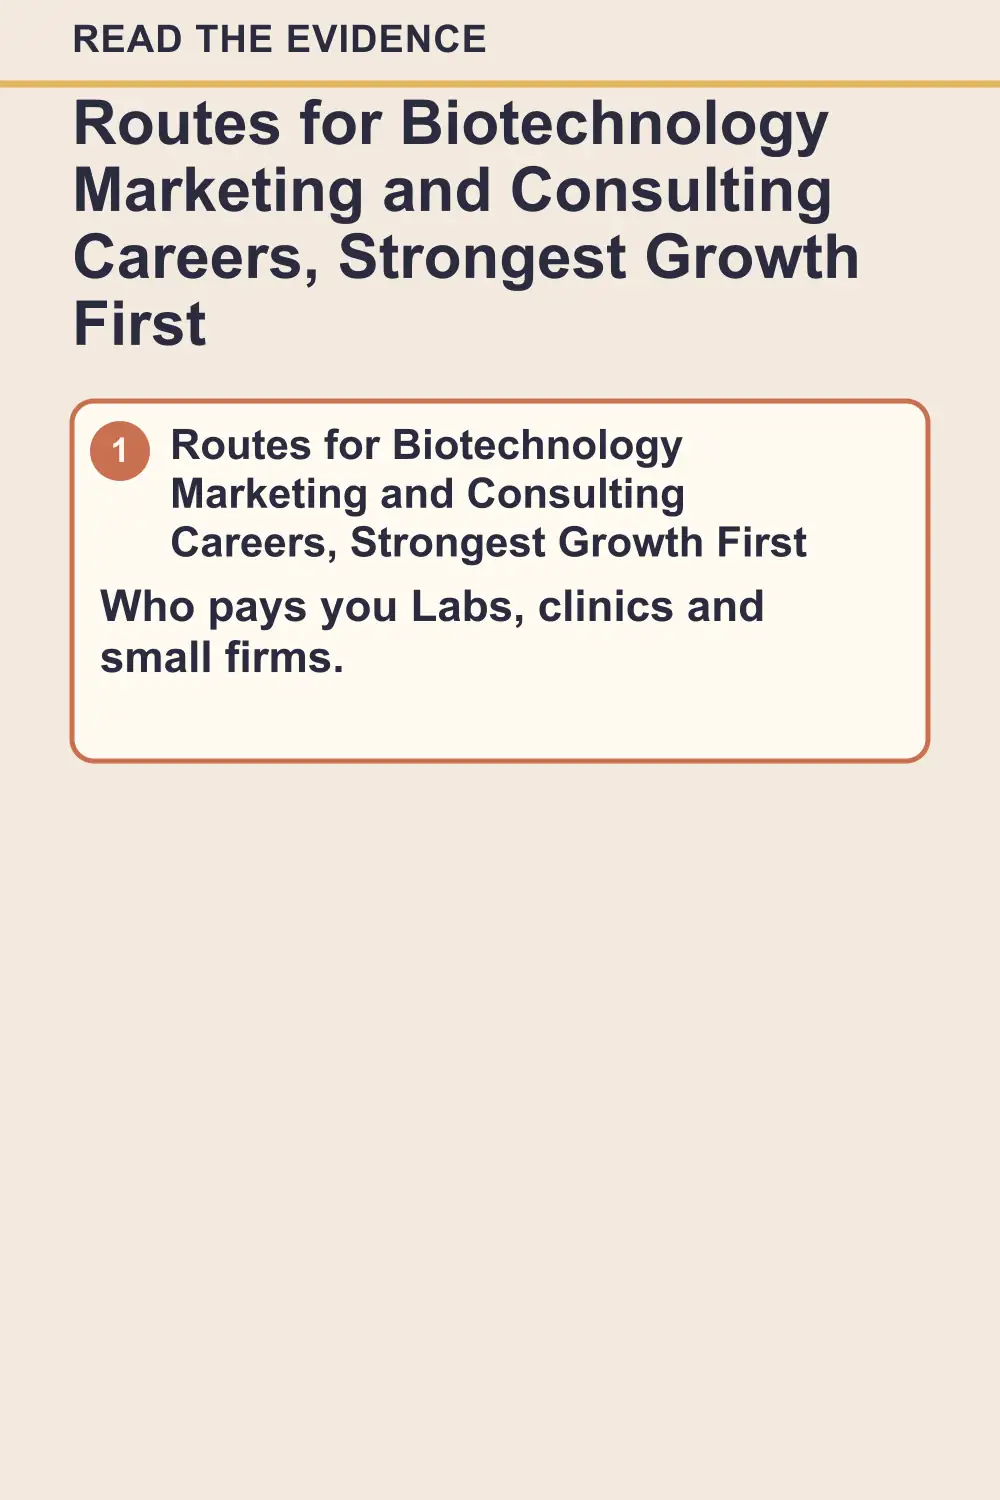 READ THE EVIDENCE
Routes for Biotechnology
Marketing and Consulting
Careers, Strongest Growth
First
1
Routes for Biotechnology
Marketing and Consulting
Careers, Strongest Growth First
Who pays you Labs, clinics and
small firms.